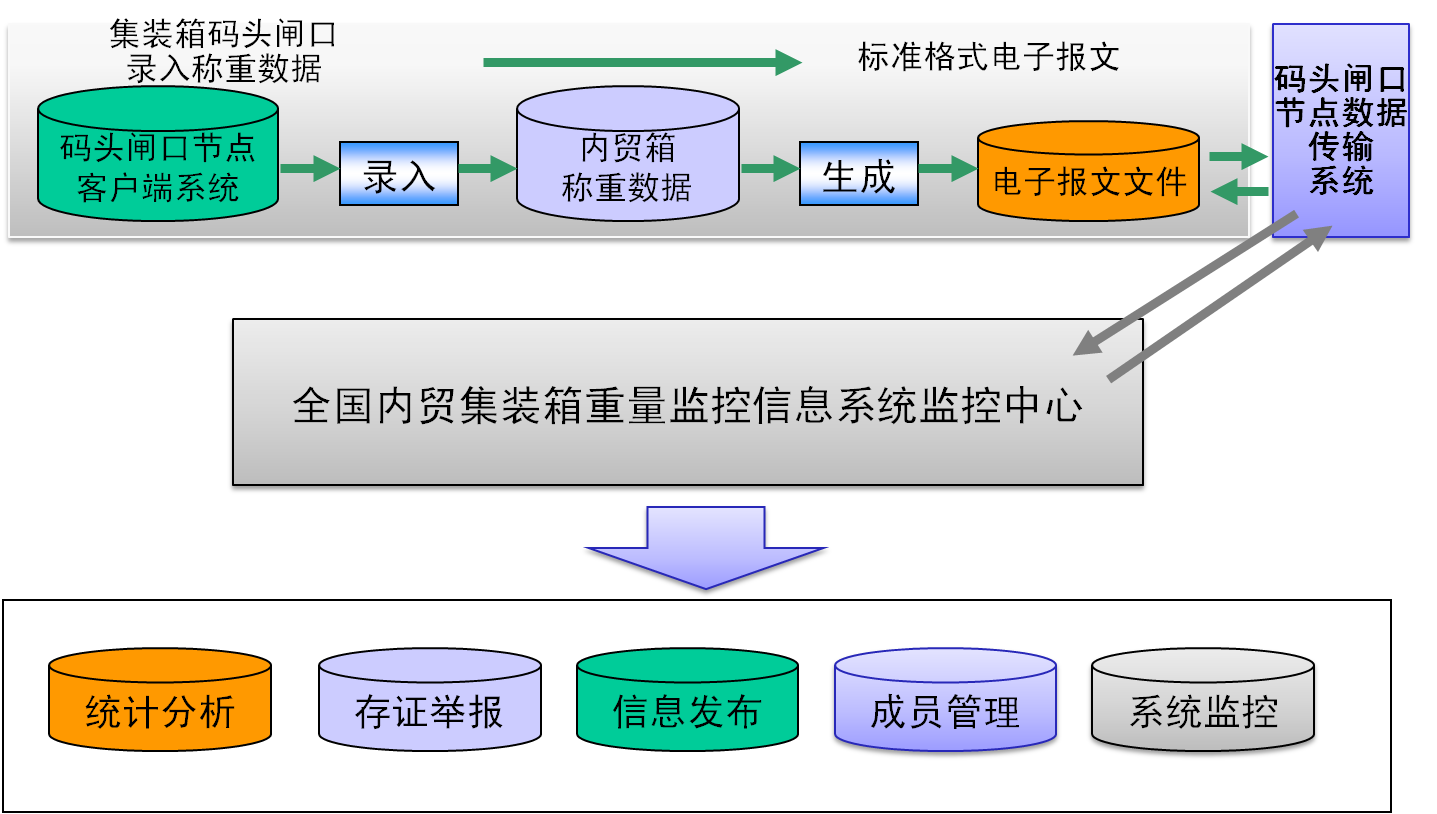 集装箱码头闸口
录入称重数据
标准格式电子报文
码头闸口
节点数据
传输
系统
码头闸口节点
客户端系统
录入
内贸箱
称重数据
生成
电子报文文件
全国内贸集装箱重量监控信息系统监控中心
统计分析
存证举报
信息发布
成员管理
系统监控